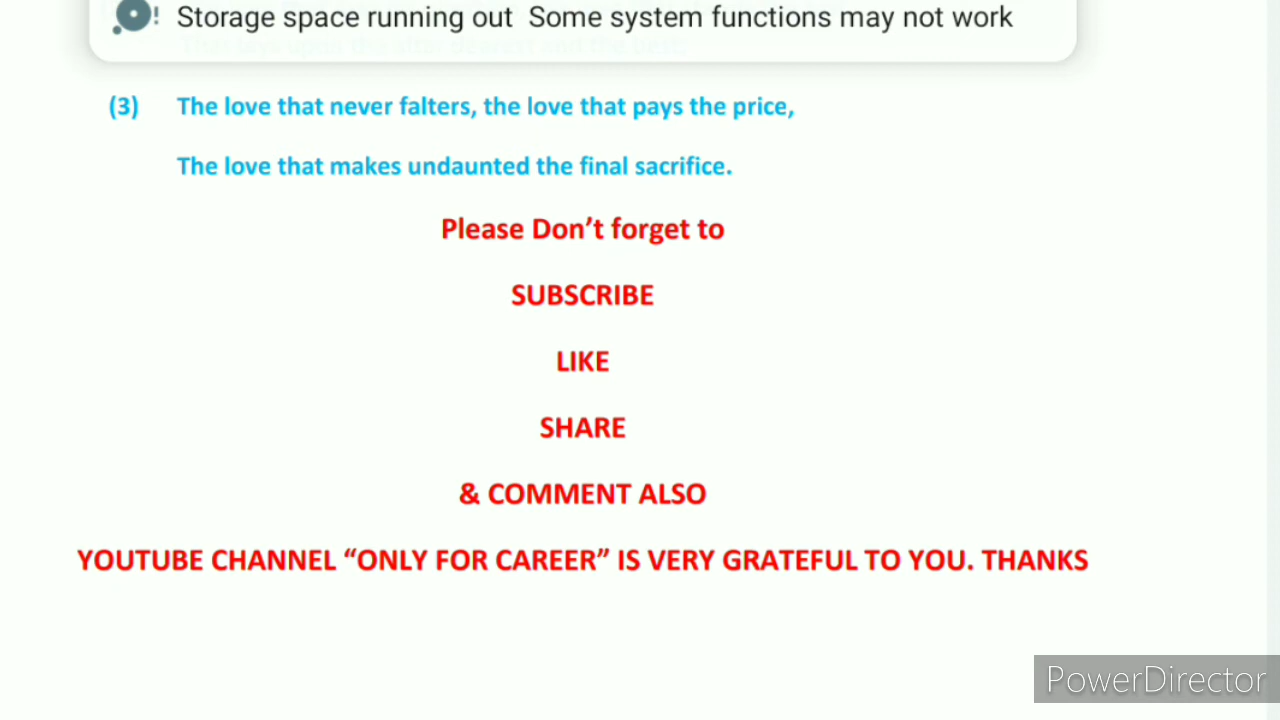 Storage space running out Some system functions may not work
(3) The love that never falters, the love that pays the price,
The love that makes undaunted the final sacrifice.
Please Don’t forget to
SUBSCRIBE
LIKE
SHARE
& COMMENT ALSO
YOUTUBE CHANNEL “ONLY FOR CAREER” IS VERY GRATEFUL TO YOU. THANKS
PowerDirector